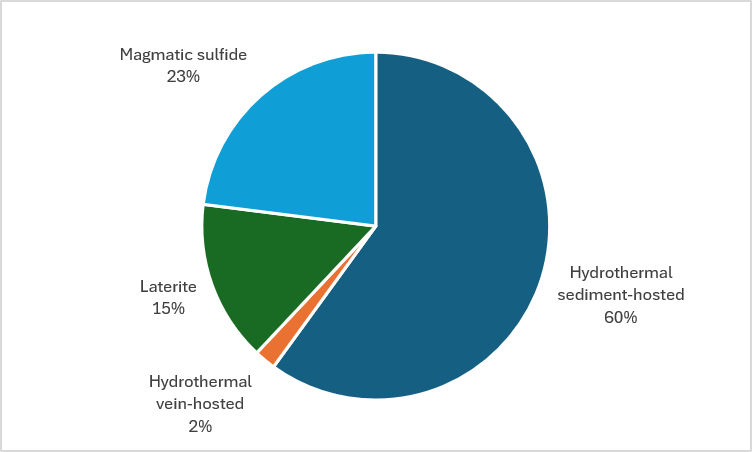 Magmatic sulfide
23%
Hydrothermal
sediment-hosted
60%
Laterite
15%
Hydrothermal
vein-hosted
2%